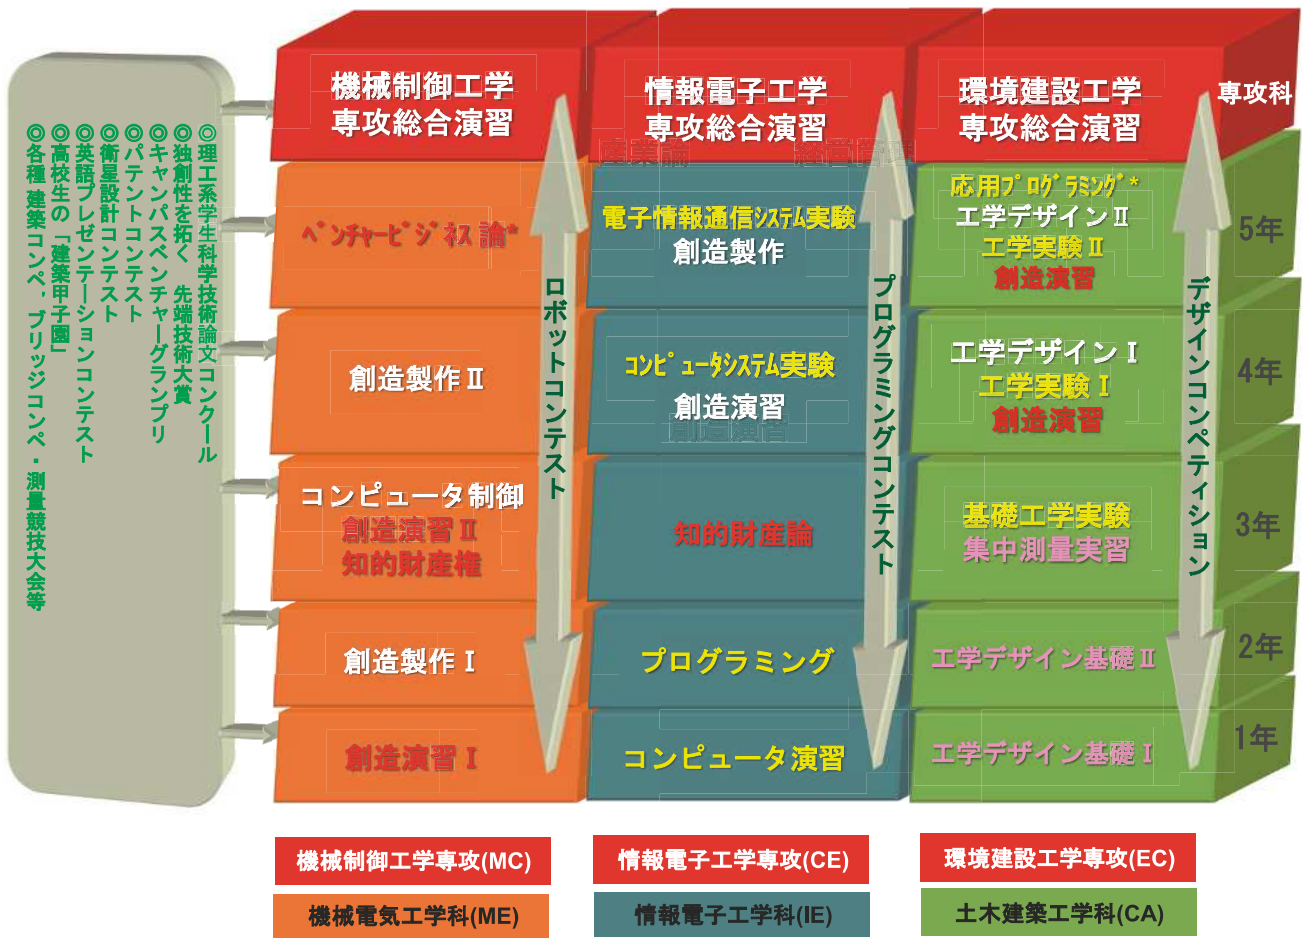 ◎理工系学生科学技術論文コンクール
◎独創性を拓く 先端技術大賞
◎キャンパスベンチャーグランプリ
◎パテントコンテスト
◎衛星設計コンテスト
◎英語プレゼンテーションコンテスト
◎高校生の「建築甲子園」
◎各種 建築コンペ,ブリッジコンペ・測量競技大会等
機械制御工学
専攻総合演習
情報電子工学
専攻総合演習
環境建設工学
専攻総合演習
専攻科
産業論
経営管理
ベンチャービジネス論*
電子情報通信システム実験
創造製作
応用プログラミング*
工学デザインⅡ
工学実験Ⅱ
創造演習
5年
創造製作Ⅱ
コンピュータシステム実験
創造演習
創造演習
工学デザインⅠ
工学実験Ⅰ
創造演習
4年
コンピュータ制御
創造演習Ⅱ
知的財産権
知的財産論
基礎工学実験
集中測量実習
3年
創造製作Ⅰ
プログラミング
工学デザイン基礎Ⅱ
2年
創造演習Ⅰ
コンピュータ演習
工学デザイン基礎Ⅰ
1年
ロボットコンテスト
プログラミングコンテスト
デザインコンペティション
機械制御工学専攻(MC)
情報電子工学専攻(CE)
環境建設工学専攻(EC)
機械電気工学科(ME)
情報電子工学科(IE)
土木建築工学科(CA)